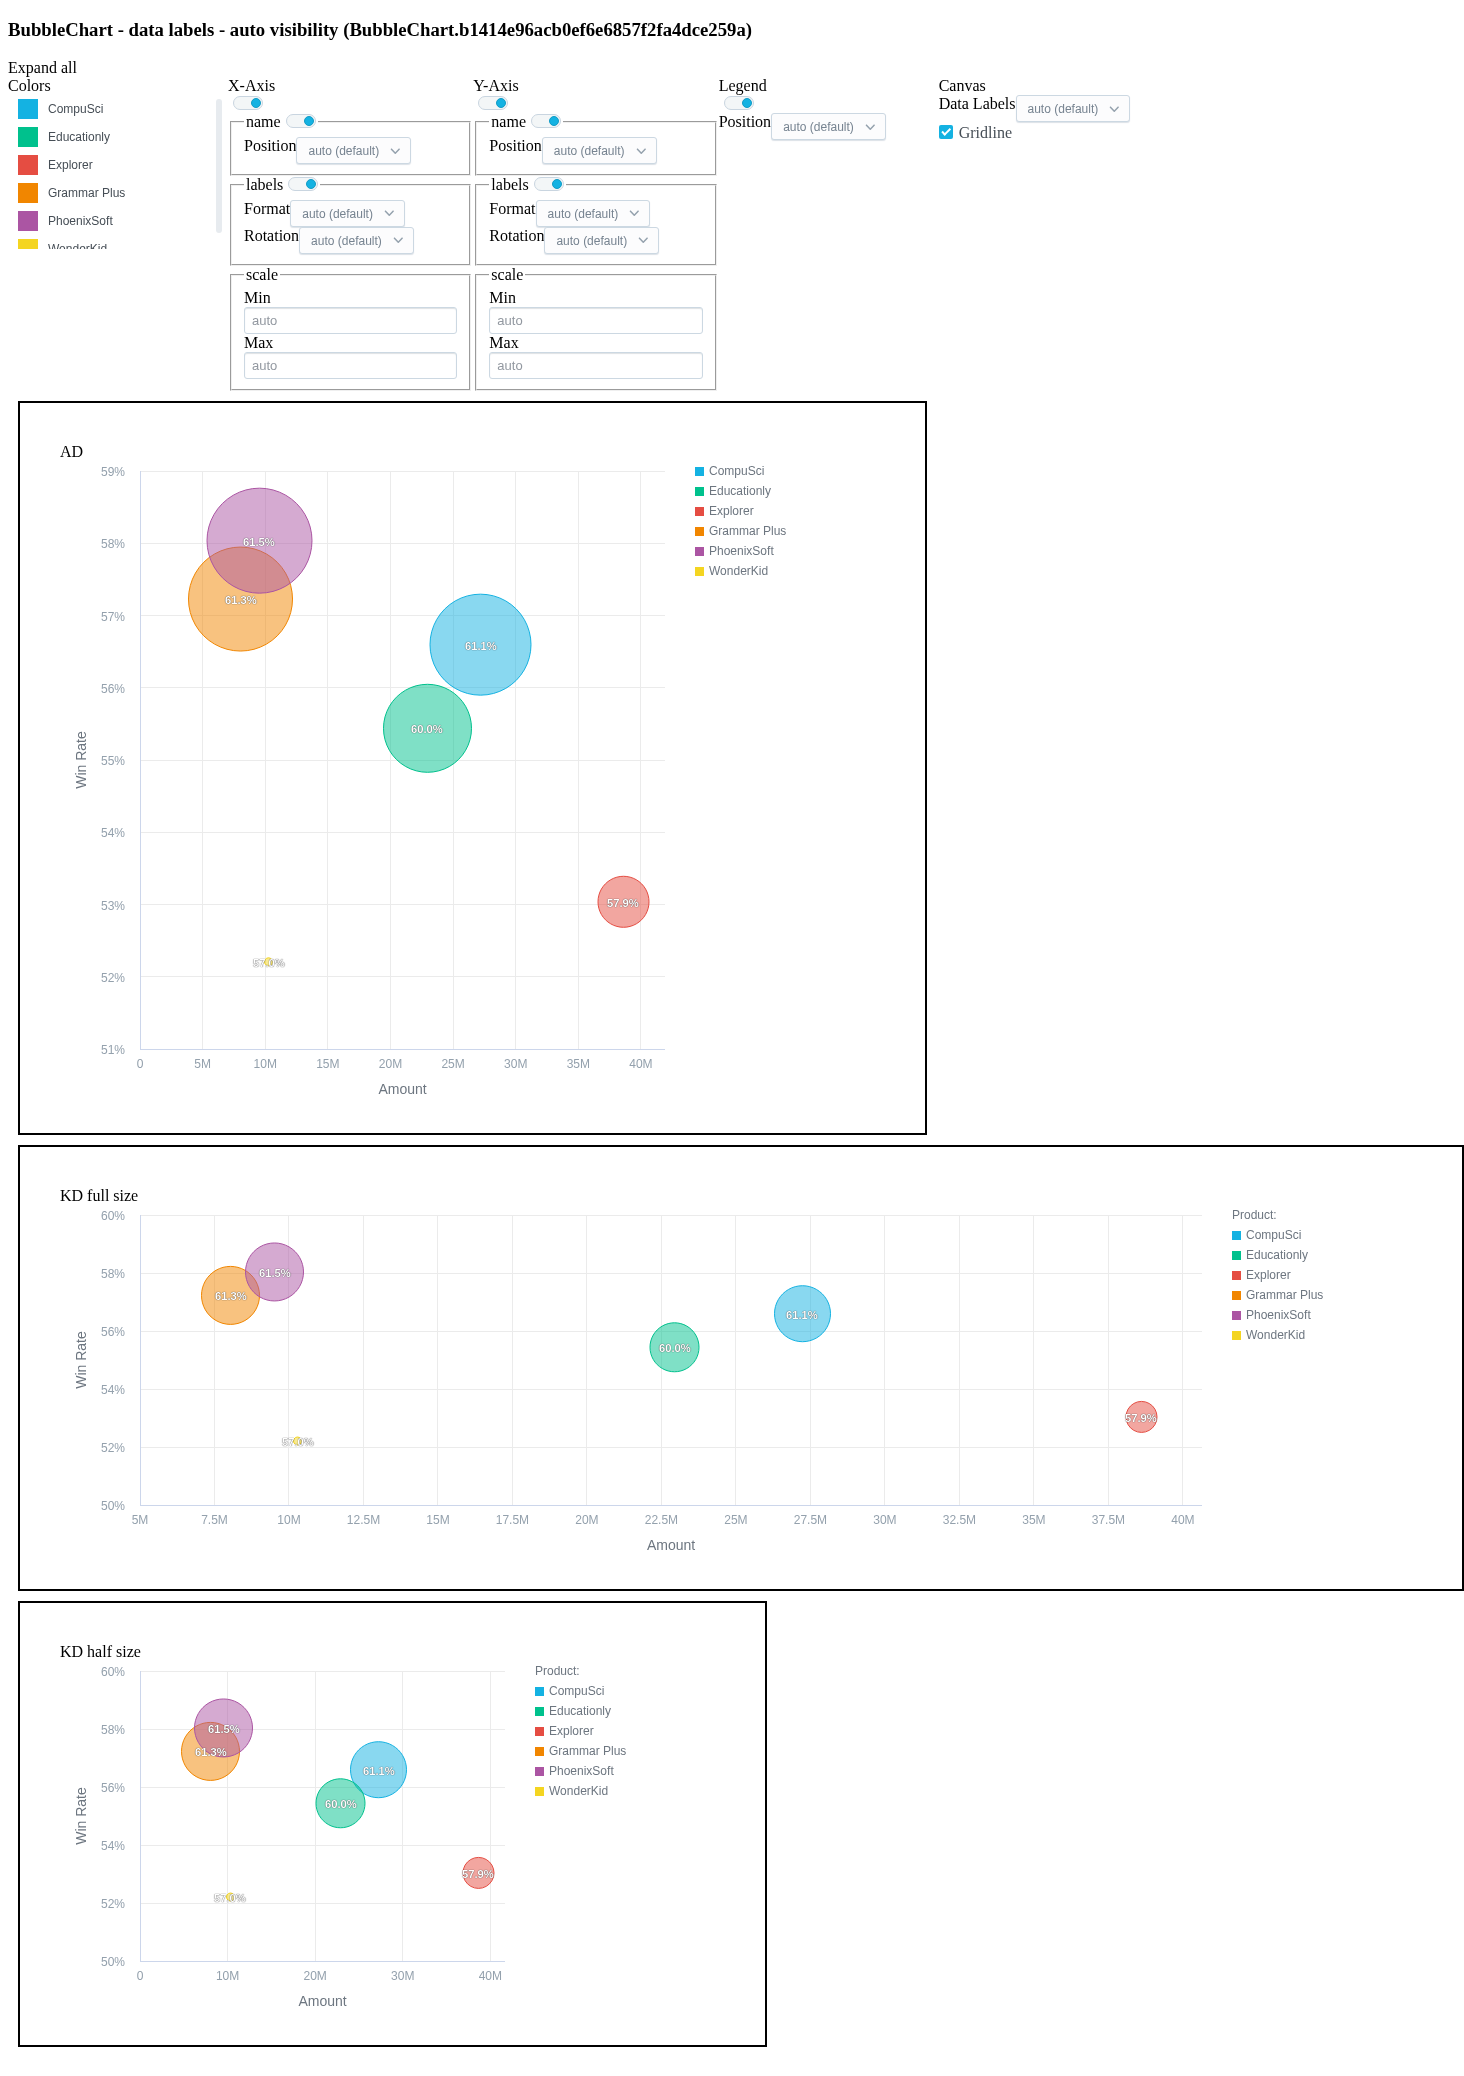 BubbleChart - data labels - auto visibility (BubbleChart.b1414e96acb0ef6e6857f2fa4dce259a)
Expand all
Colors
CompuSci
Educationly
Explorer
Grammar Plus
PhoenixSoft
WonderKid
X-Axis
name
Position auto (default)
labels
Format auto (default)
Rotation auto (default)
scale
Min
auto
Max
auto
Y-Axis
name
Position auto (default)
labels
Format auto (default)
Rotation auto (default)
scale
Min
auto
Max
auto
Legend
Position auto (default)
Canvas
Data Labels auto (default)
Gridline
AD
59%
58%
57%
56%
55%
54%
53%
52%
51%
Win Rate
61.5%
61.3%
61.1%
60.0%
57.9%
57.0%
0 5M 10M 15M 20M 25M 30M 35M 40M
Amount
CompuSci
Educationly
Explorer
Grammar Plus
PhoenixSoft
WonderKid
KD full size
60%
58%
56%
54%
52%
50%
Win Rate
61.5%
61.3%
61.1%
60.0%
57.9%
57.0%
5M 7.5M 10M 12.5M 15M 17.5M 20M 22.5M 25M 27.5M 30M 32.5M 35M 37.5M 40M
Amount
Product:
CompuSci
Educationly
Explorer
Grammar Plus
PhoenixSoft
WonderKid
KD half size
60%
58%
56%
54%
52%
50%
Win Rate
61.5%
61.3%
61.1%
60.0%
57.9%
57.0%
0 10M 20M 30M 40M
Amount
Product:
CompuSci
Educationly
Explorer
Grammar Plus
PhoenixSoft
WonderKid